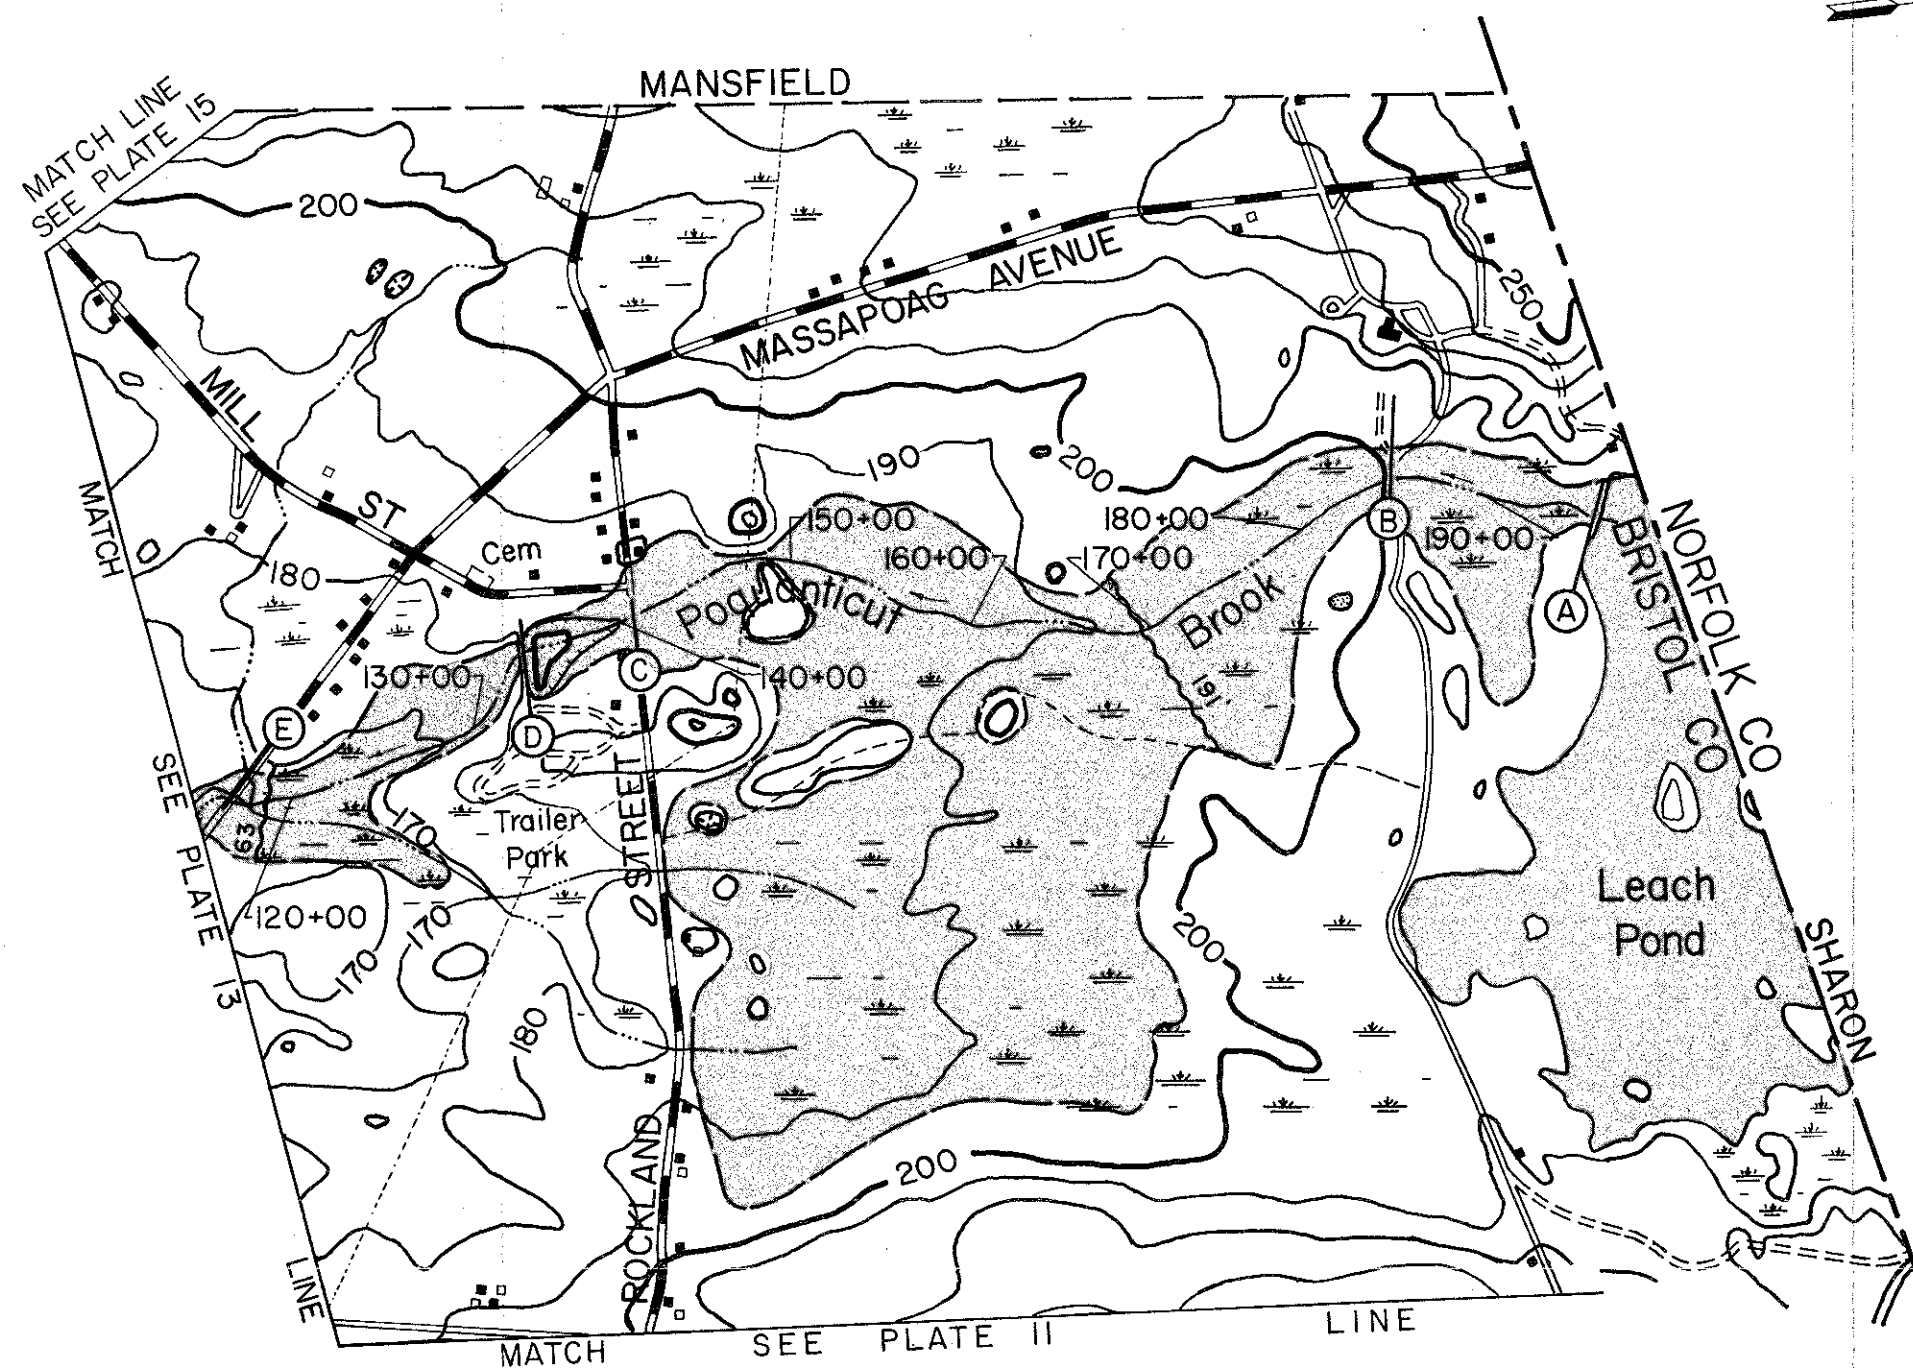 MANSFIELD
MATCH LINE
SEE PLATE 15
200
MASSAPOAG AVENUE
250
MILL ST
MATCH
190
200
150+00
180+00
160+00
170+00
190+00
B
Cem
180
Poquanticut Brook
A
NORFOLK CO
BRISTOL CO
130+00
C
140+00
191
E
D
SEE PLATE 13
STREET
170
Trailer
Park
63
Leach
Pond
120+00
170
170
200
SHARON
180
ROCKLAND
200
LINE
MATCH SEE PLATE 11 LINE